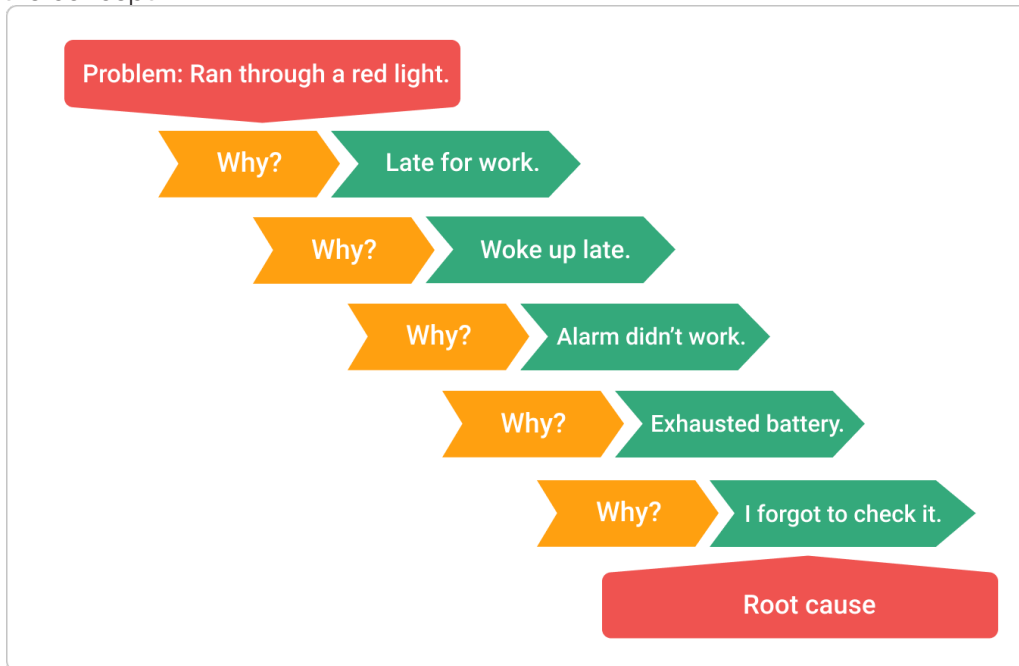 Problem: Ran through a red light.
Why?
Late for work.
Why?
Woke up late.
Why?
Alarm didn’t work.
Why?
Exhausted battery.
Why?
I forgot to check it.
Root cause